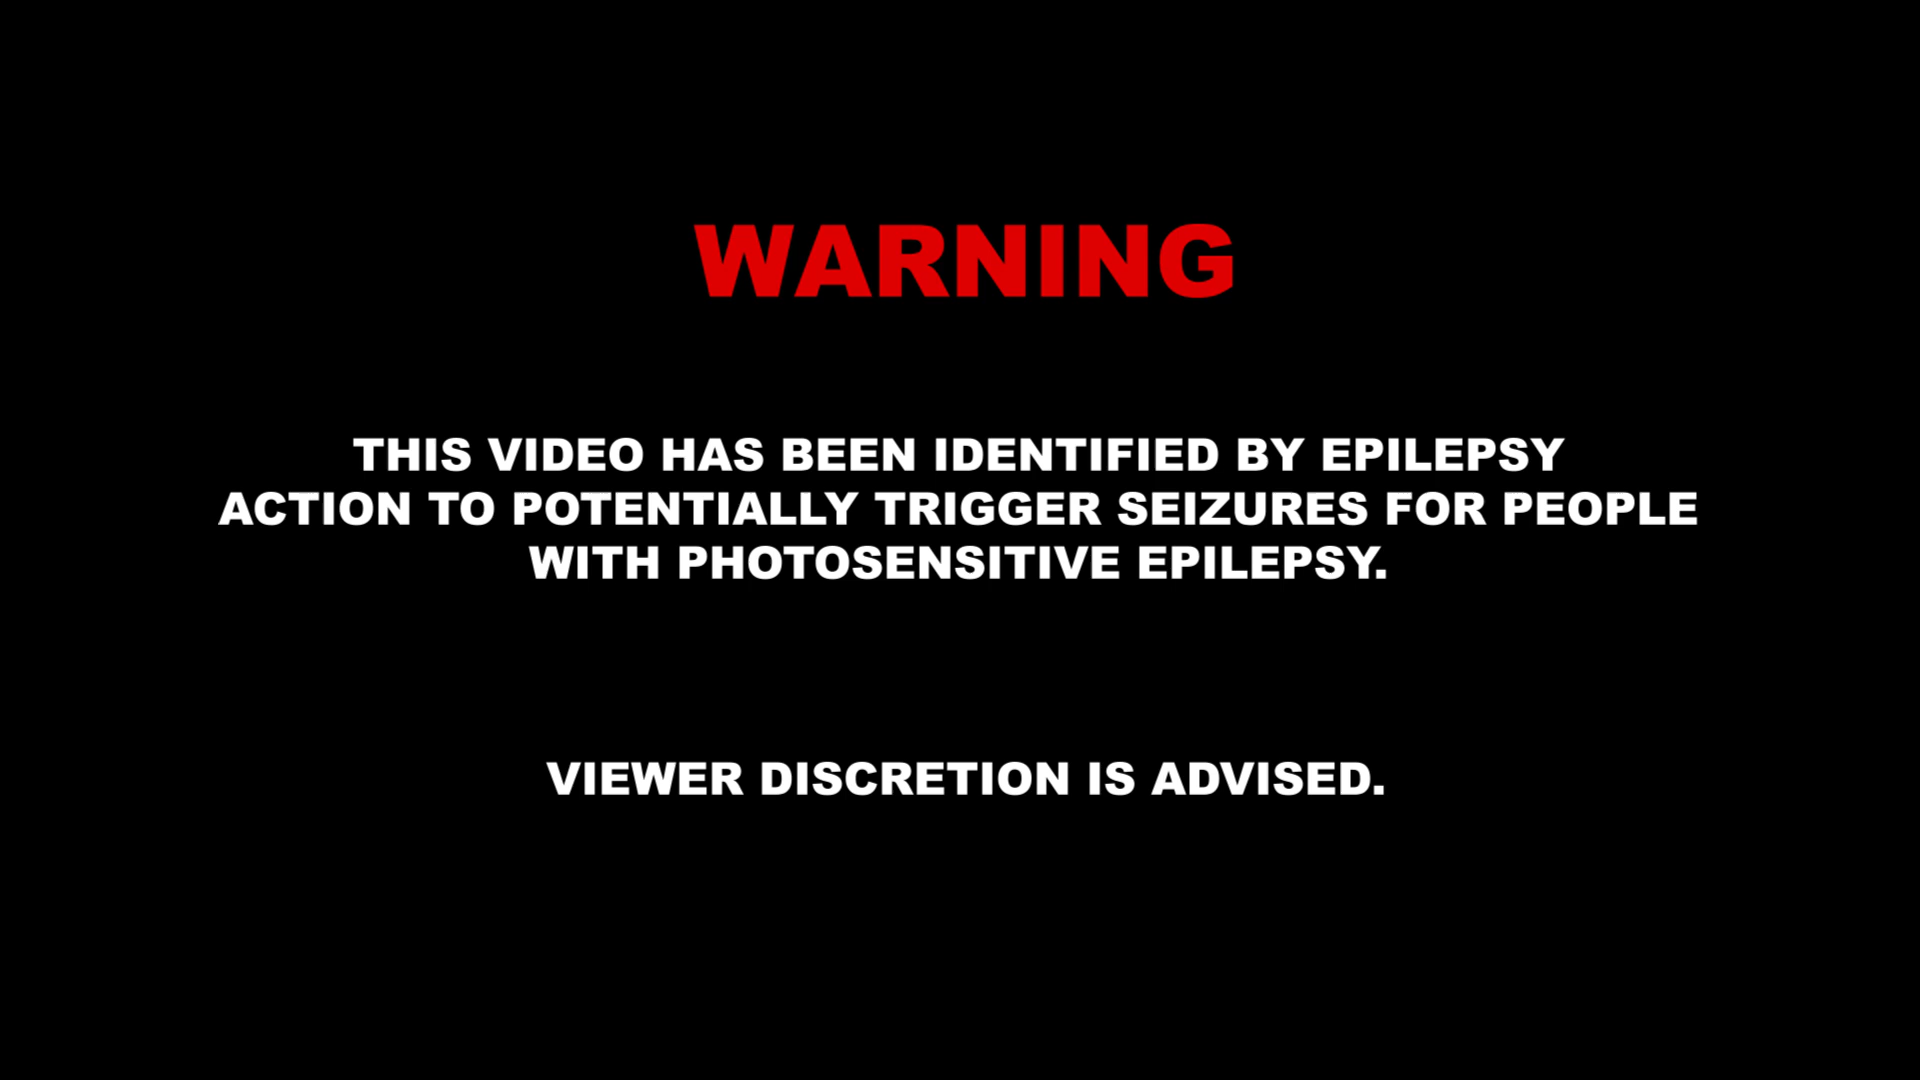 WARNING
THIS VIDEO HAS BEEN IDENTIFIED BY EPILEPSY
ACTION TO POTENTIALLY TRIGGER SEIZURES FOR PEOPLE
WITH PHOTOSENSITIVE EPILEPSY.
VIEWER DISCRETION IS ADVISED.